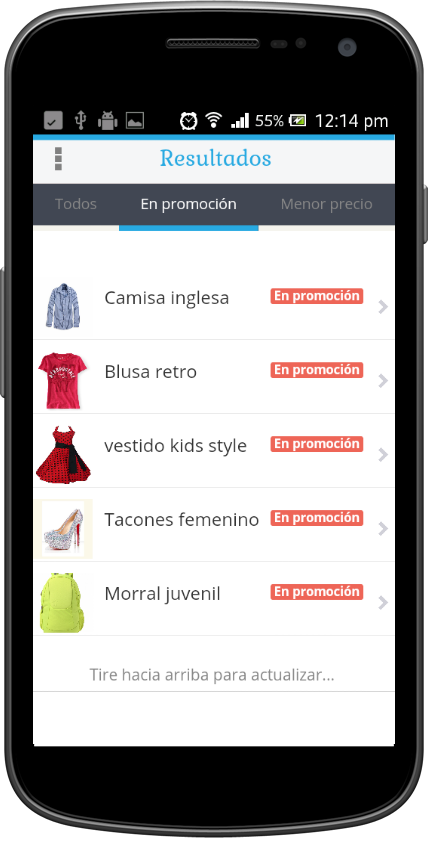 55% 12:14 pm
Resultados
Todos En promoción Menor precio
Camisa inglesa En promoción
Blusa retro En promoción
vestido kids style En promoción
Tacones femenino En promoción
Morral juvenil En promoción
Tire hacia arriba para actualizar...